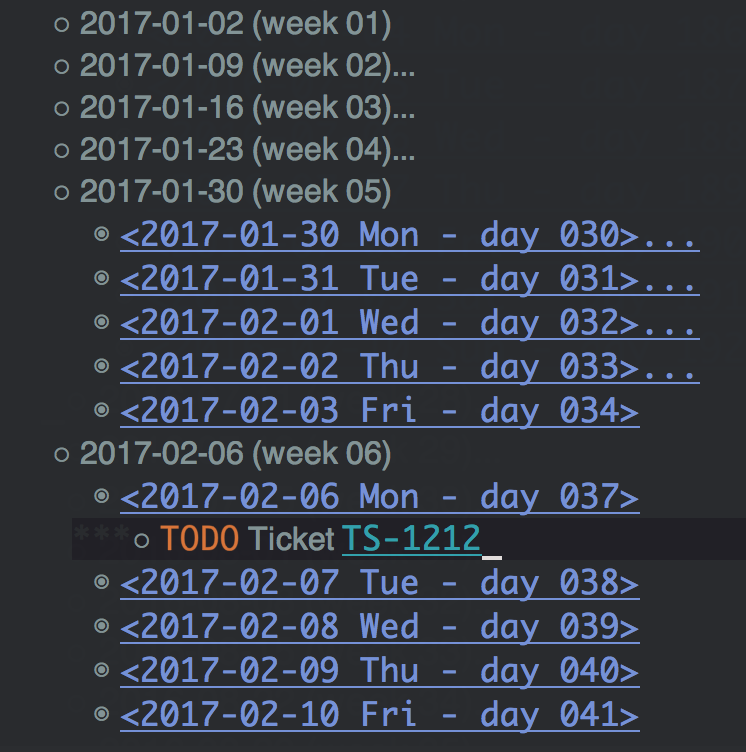 ○ 2017-01-02 (week 01)
○ 2017-01-09 (week 02)...
○ 2017-01-16 (week 03)...
○ 2017-01-23 (week 04)...
○ 2017-01-30 (week 05)
◉ <2017-01-30 Mon - day 030>...
◉ <2017-01-31 Tue - day 031>...
◉ <2017-02-01 Wed - day 032>...
◉ <2017-02-02 Thu - day 033>...
◉ <2017-02-03 Fri - day 034>
○ 2017-02-06 (week 06)
◉ <2017-02-06 Mon - day 037>
***○ TODO Ticket TS-1212
◉ <2017-02-07 Tue - day 038>
◉ <2017-02-08 Wed - day 039>
◉ <2017-02-09 Thu - day 040>
◉ <2017-02-10 Fri - day 041>